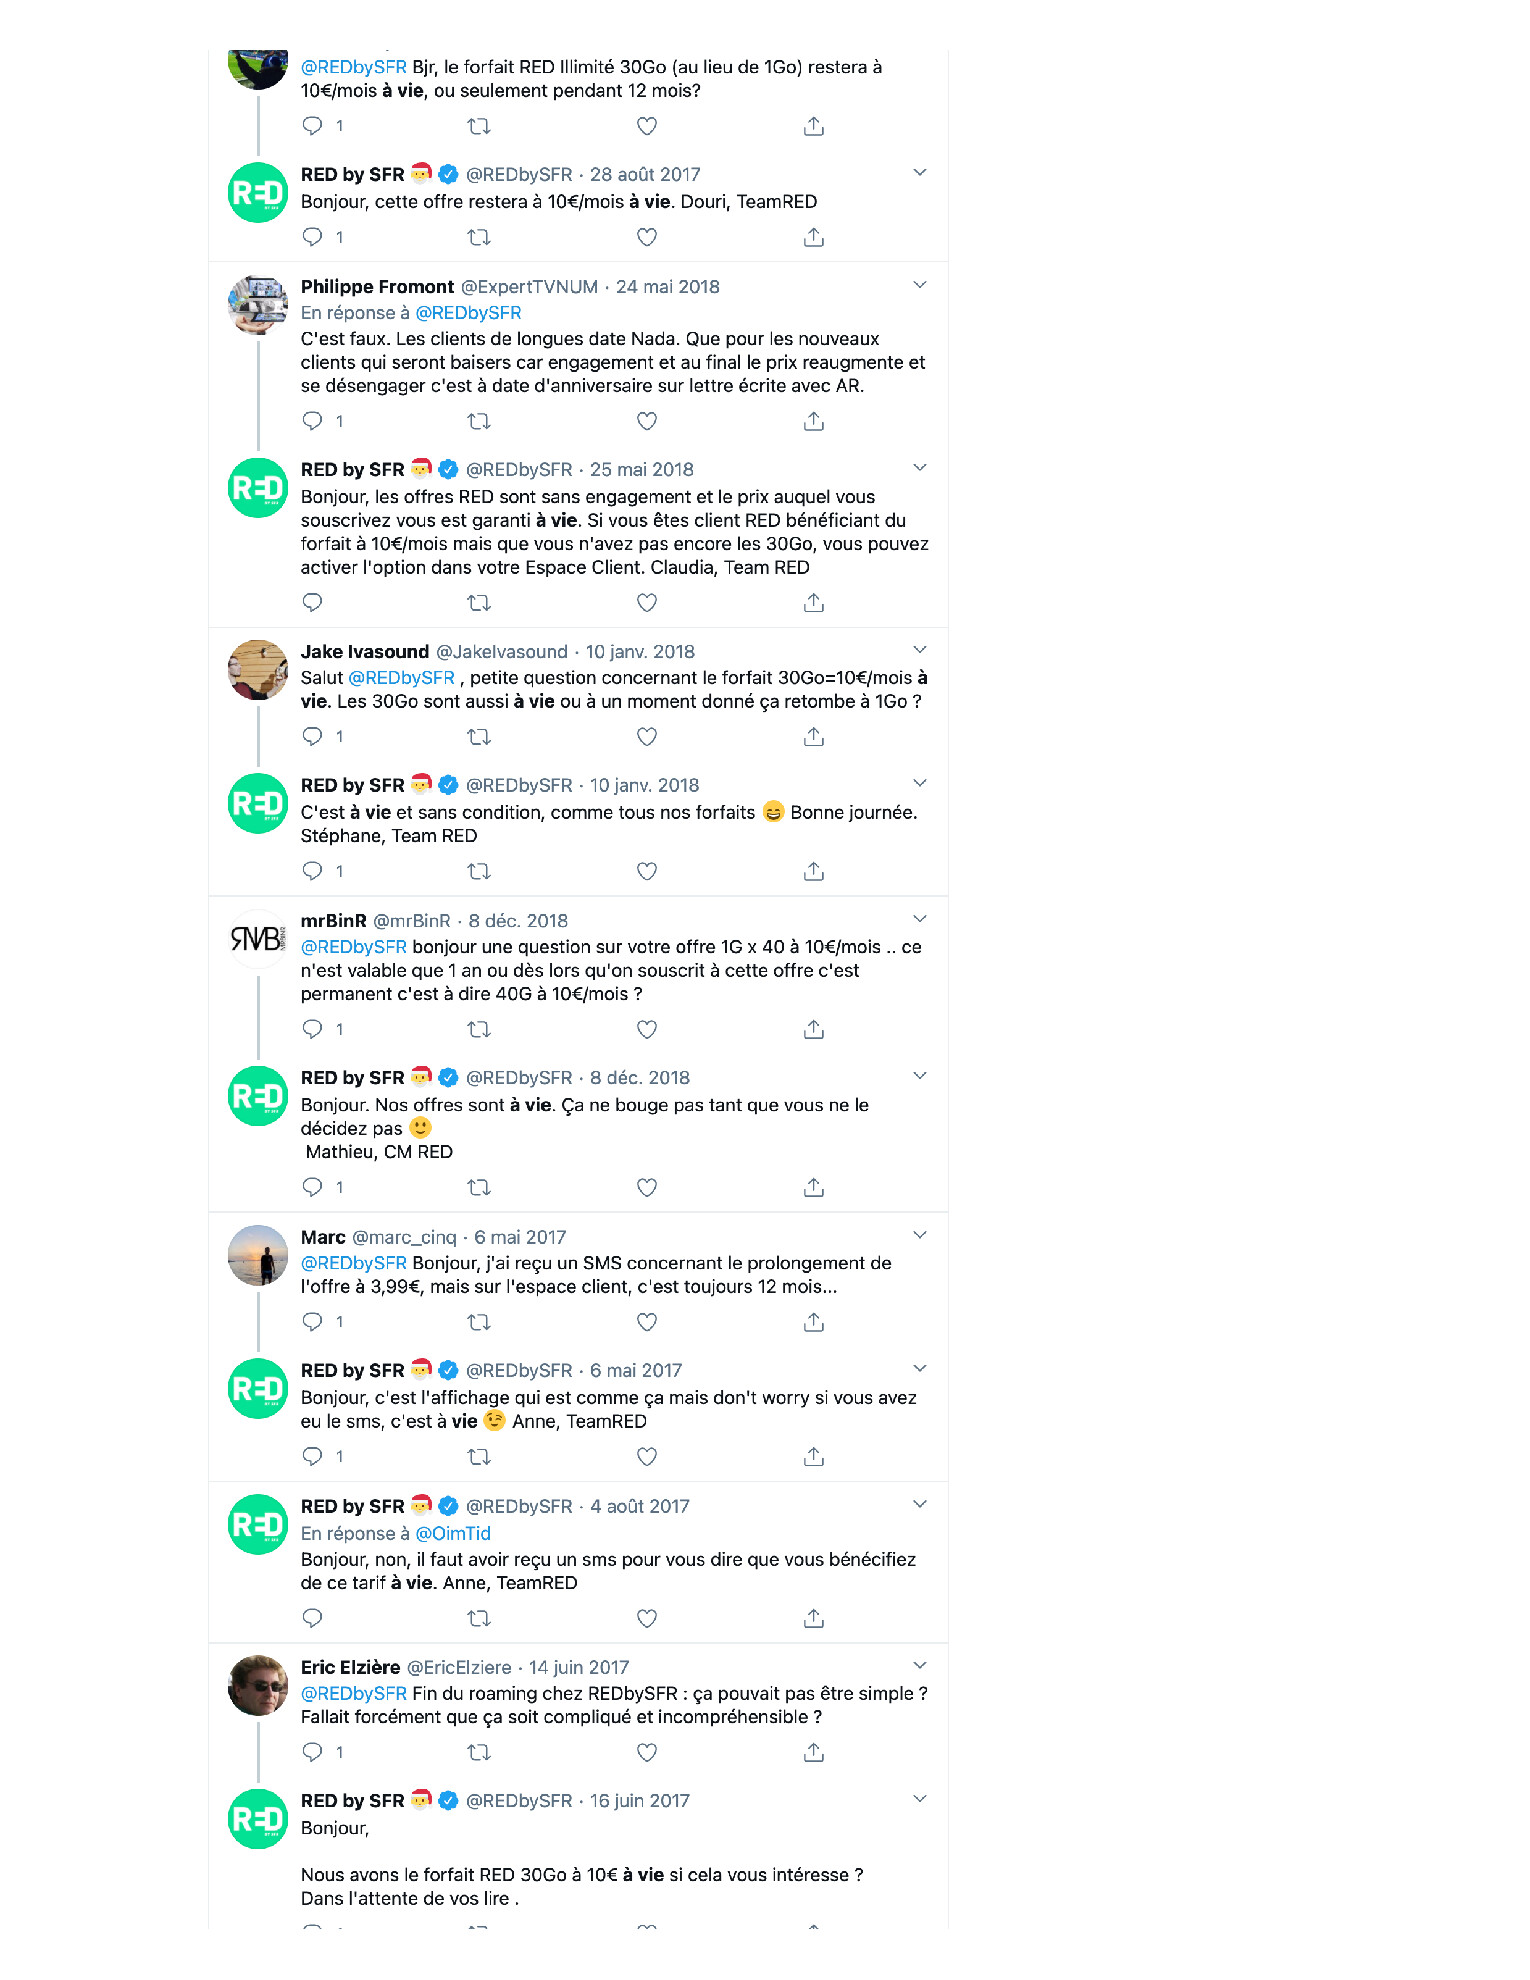 @REDbySFR Bjr, le forfait RED Illimité 30Go (au lieu de 1Go) restera à
10€/mois à vie, ou seulement pendant 12 mois?
1
RED by SFR 🎅 @REDbySFR · 28 août 2017
Bonjour, cette offre restera à 10€/mois à vie. Douri, TeamRED
1
Philippe Fromont @ExpertTVNUM · 24 mai 2018
En réponse à @REDbySFR
C'est faux. Les clients de longues date Nada. Que pour les nouveaux
clients qui seront baisers car engagement et au final le prix reaugmente et
se désengager c'est à date d'anniversaire sur lettre écrite avec AR.
1
RED by SFR 🎅 @REDbySFR · 25 mai 2018
Bonjour, les offres RED sont sans engagement et le prix auquel vous
souscrivez vous est garanti à vie. Si vous êtes client RED bénéficiant du
forfait à 10€/mois mais que vous n'avez pas encore les 30Go, vous pouvez
activer l'option dans votre Espace Client. Claudia, Team RED
Jake Ivasound @JakeIvasound · 10 janv. 2018
Salut @REDbySFR , petite question concernant le forfait 30Go=10€/mois à
vie. Les 30Go sont aussi à vie ou à un moment donné ça retombe à 1Go ?
1
RED by SFR 🎅 @REDbySFR · 10 janv. 2018
C'est à vie et sans condition, comme tous nos forfaits 😄 Bonne journée.
Stéphane, Team RED
1
mrBinR @mrBinR · 8 déc. 2018
@REDbySFR bonjour une question sur votre offre 1G x 40 à 10€/mois .. ce
n'est valable que 1 an ou dès lors qu'on souscrit à cette offre c'est
permanent c'est à dire 40G à 10€/mois ?
1
RED by SFR 🎅 @REDbySFR · 8 déc. 2018
Bonjour. Nos offres sont à vie. Ça ne bouge pas tant que vous ne le
décidez pas 🙂
Mathieu, CM RED
1
Marc @marc_cinq · 6 mai 2017
@REDbySFR Bonjour, j'ai reçu un SMS concernant le prolongement de
l'offre à 3,99€, mais sur l'espace client, c'est toujours 12 mois...
1
RED by SFR 🎅 @REDbySFR · 6 mai 2017
Bonjour, c'est l'affichage qui est comme ça mais don't worry si vous avez
eu le sms, c'est à vie 😉 Anne, TeamRED
1
RED by SFR 🎅 @REDbySFR · 4 août 2017
En réponse à @OimTid
Bonjour, non, il faut avoir reçu un sms pour vous dire que vous bénécifiez
de ce tarif à vie. Anne, TeamRED
Eric Elzière @EricElziere · 14 juin 2017
@REDbySFR Fin du roaming chez REDbySFR : ça pouvait pas être simple ?
Fallait forcément que ça soit compliqué et incompréhensible ?
1
RED by SFR 🎅 @REDbySFR · 16 juin 2017
Bonjour,
Nous avons le forfait RED 30Go à 10€ à vie si cela vous intéresse ?
Dans l'attente de vos lire .